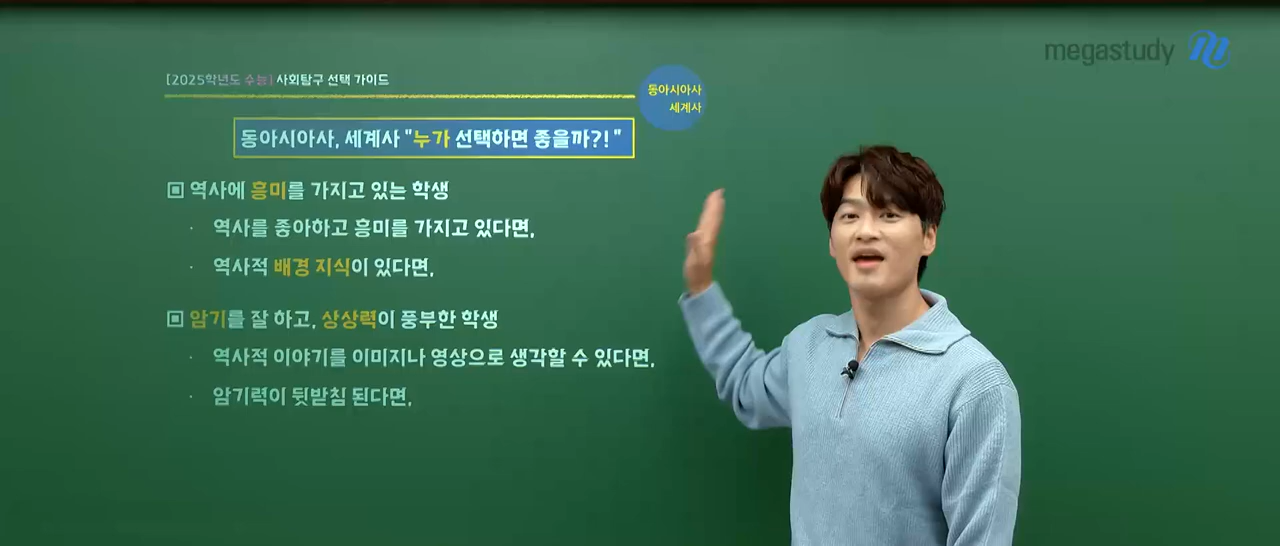 megastudy
[2025학년도 수능] 사회탐구 선택 가이드
동아시아사
세계사
동아시아사, 세계사 "누가 선택하면 좋을까?!"
▣ 역사에 흥미를 가지고 있는 학생
· 역사를 좋아하고 흥미를 가지고 있다면,
· 역사적 배경 지식이 있다면,
▣ 암기를 잘 하고, 상상력이 풍부한 학생
· 역사적 이야기를 이미지나 영상으로 생각할 수 있다면,
· 암기력이 뒷받침 된다면,